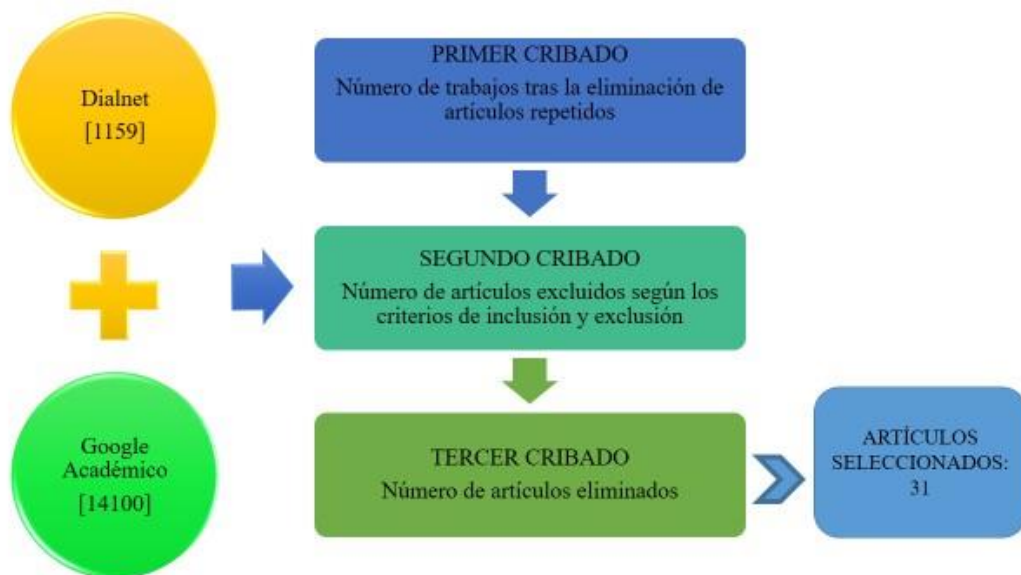 Dialnet
[1159]
Google
Académico
[14100]
PRIMER CRIBADO
Número de trabajos tras la eliminación de
artículos repetidos
SEGUNDO CRIBADO
Número de artículos excluidos según los
criterios de inclusión y exclusión
TERCER CRIBADO
Número de artículos eliminados
ARTÍCULOS
SELECCIONADOS:
31